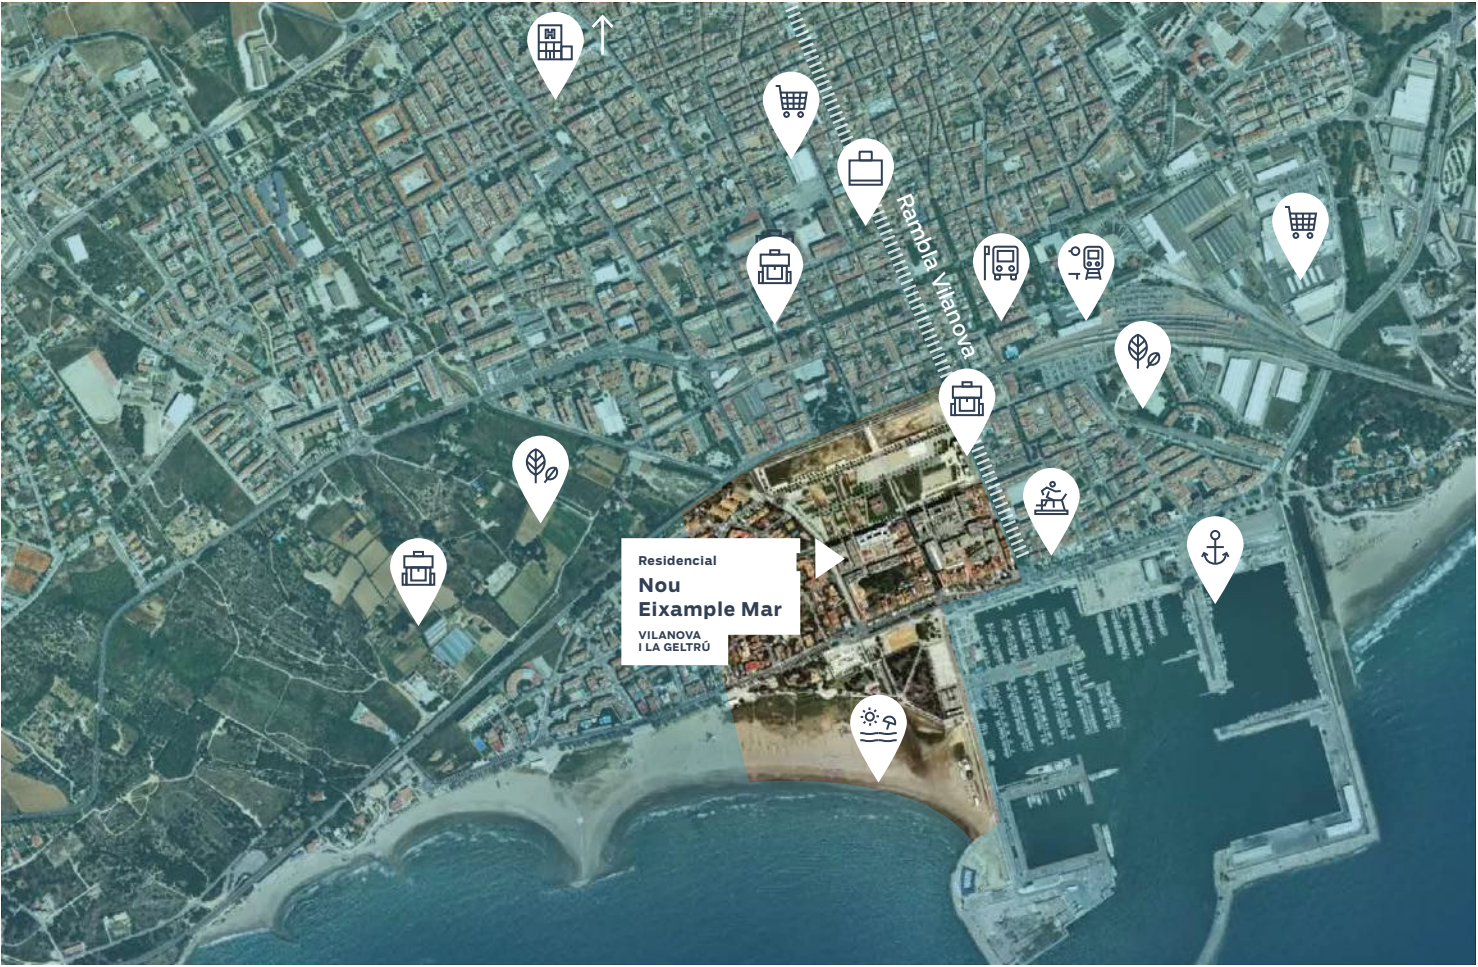 H
Rambla Vilanova
Residencial
Nou
Eixample Mar
VILANOVA
I LA GELTRÚ